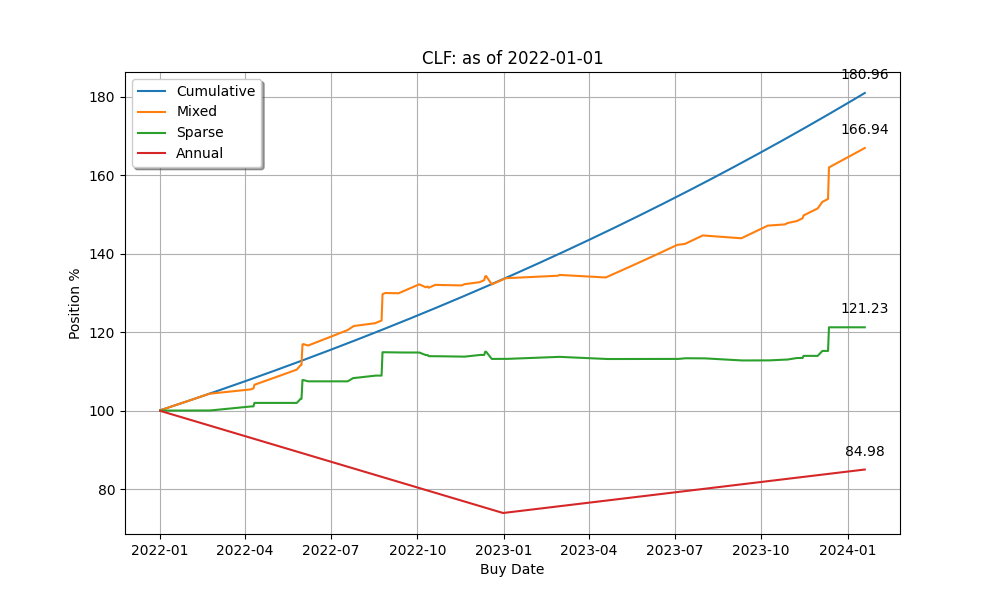 CLF: as of 2022-01-01
180.96
166.94
121.23
84.98
Cumulative
Mixed
Sparse
Annual
180
160
140
120
100
80
Position %
2022-01 2022-04 2022-07 2022-10 2023-01 2023-04 2023-07 2023-10 2024-01
Buy Date